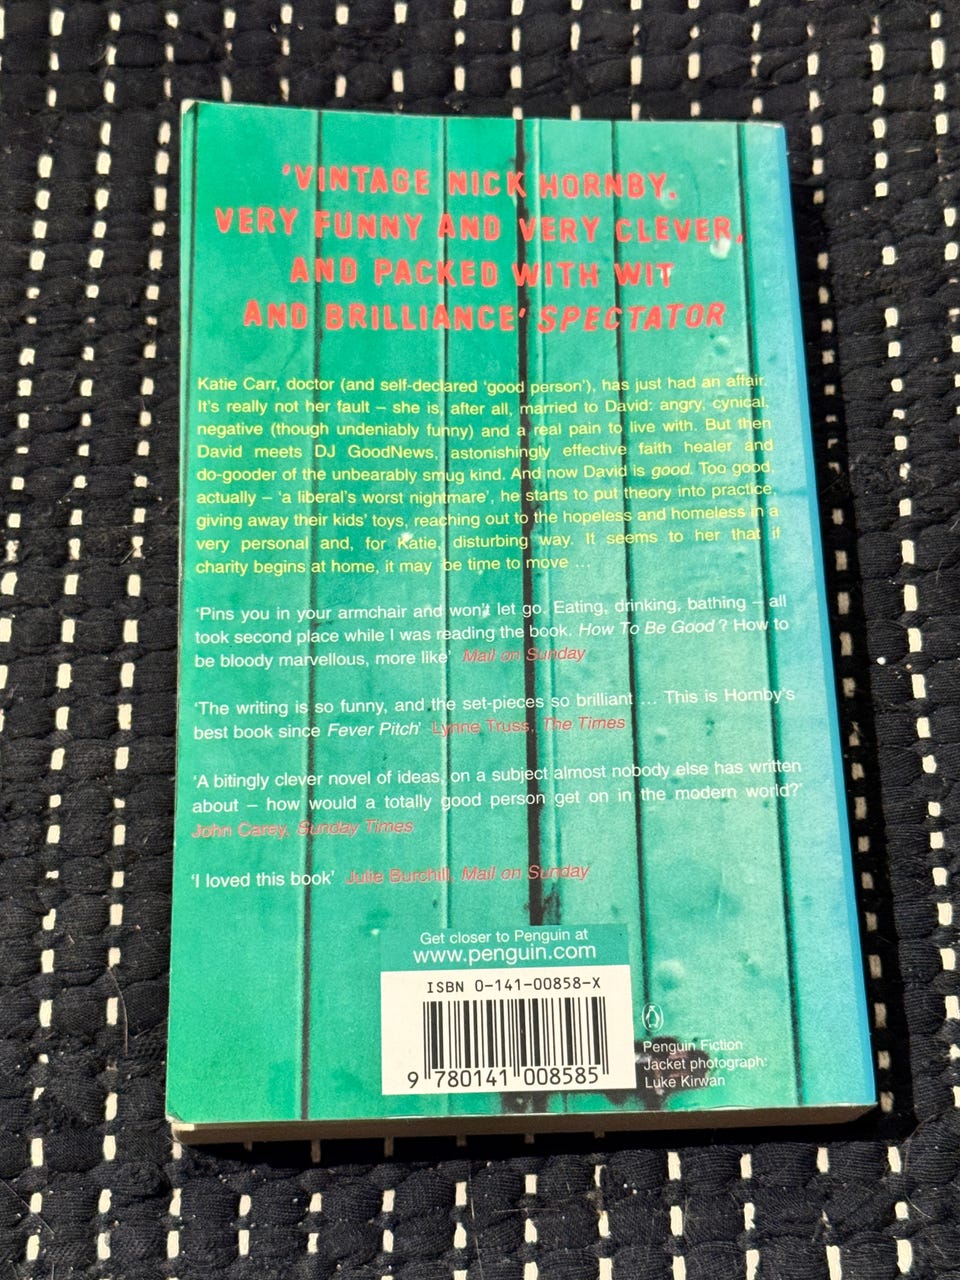 'VINTAGE NICK HORNBY.
VERY FUNNY AND VERY CLEVER,
AND PACKED WITH WIT
AND BRILLIANCE' SPECTATOR
Katie Carr, doctor (and self-declared 'good person'), has just had an affair.
It's really not her fault – she is, after all, married to David: angry, cynical,
negative (though undeniably funny) and a real pain to live with. But then
David meets DJ GoodNews, astonishingly effective faith healer and
do-gooder of the unbearably smug kind. And now David is good. Too good,
actually – 'a liberal's worst nightmare', he starts to put theory into practice,
giving away their kids' toys, reaching out to the hopeless and homeless in a
very personal and, for Katie, disturbing way. It seems to her that if
charity begins at home, it may be time to move ...
'Pins you in your armchair and won't let go. Eating, drinking, bathing – all
took second place while I was reading the book. How To Be Good? How to
be bloody marvellous, more like' Mail on Sunday
'The writing is so funny, and the set-pieces so brilliant ... This is Hornby's
best book since Fever Pitch' Lynne Truss, The Times
'A bitingly clever novel of ideas, on a subject almost nobody else has written
about – how would a totally good person get on in the modern world?'
John Carey, Sunday Times
'I loved this book' Julie Burchill, Mail on Sunday
Get closer to Penguin at
www.penguin.com
ISBN 0-141-00858-X
9 780141 008585
Penguin Fiction
Jacket photograph:
Luke Kirwan